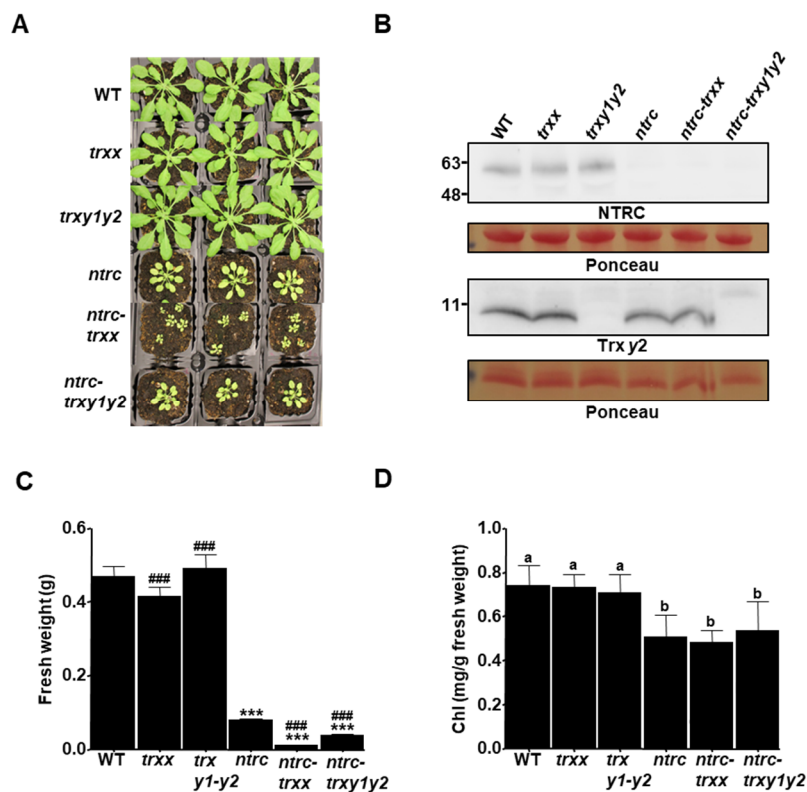 A
WT
trxx
trxy1y2
ntrc
ntrc-
trxx
ntrc-
trxy1y2
B
WT
trxx
trxy1y2
ntrc
ntrc-trxx
ntrc-trxy1y2
63
48
NTRC
Ponceau
11
Trx y2
Ponceau
C
Fresh weight (g)
0.6
0.4
0.2
0.0
###
###
***
###
***
###
***
WT
trxx
trx
y1-y2
ntrc
ntrc-
trxx
ntrc-
trxy1y2
D
Chl (mg/g fresh weight)
1.0
0.8
0.6
0.4
0.2
0.0
a
a
a
b
b
b
WT
trxx
trx
y1-y2
ntrc
ntrc-
trxx
ntrc-
trxy1y2